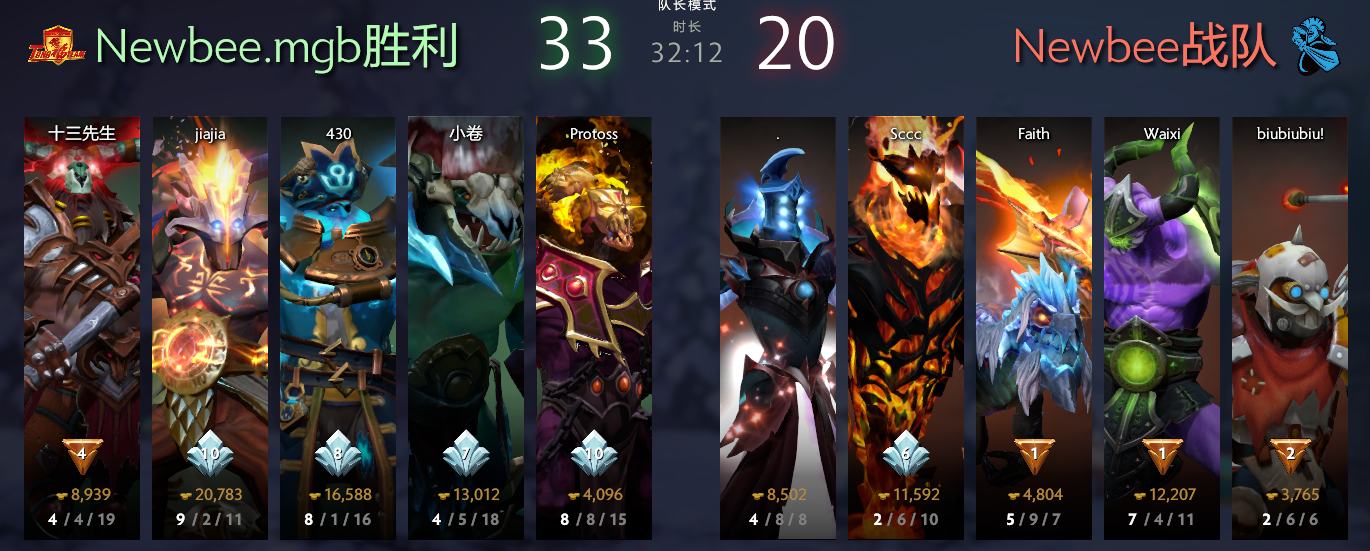 队长模式
Newbee.mgb胜利
33
时长
32:12
20
Newbee战队
十三先生
jiajia
430
小卷
Protoss
.
Sccc
Faith
Waixi
biubiubiu!
4
10
8
7
10
6
1
1
2
8,939
20,783
16,588
13,012
4,096
8,502
11,592
4,804
12,207
3,765
4 / 4 / 19
9 / 2 / 11
8 / 1 / 16
4 / 5 / 18
8 / 8 / 15
4 / 8 / 8
2 / 6 / 10
5 / 9 / 7
7 / 4 / 11
2 / 6 / 6